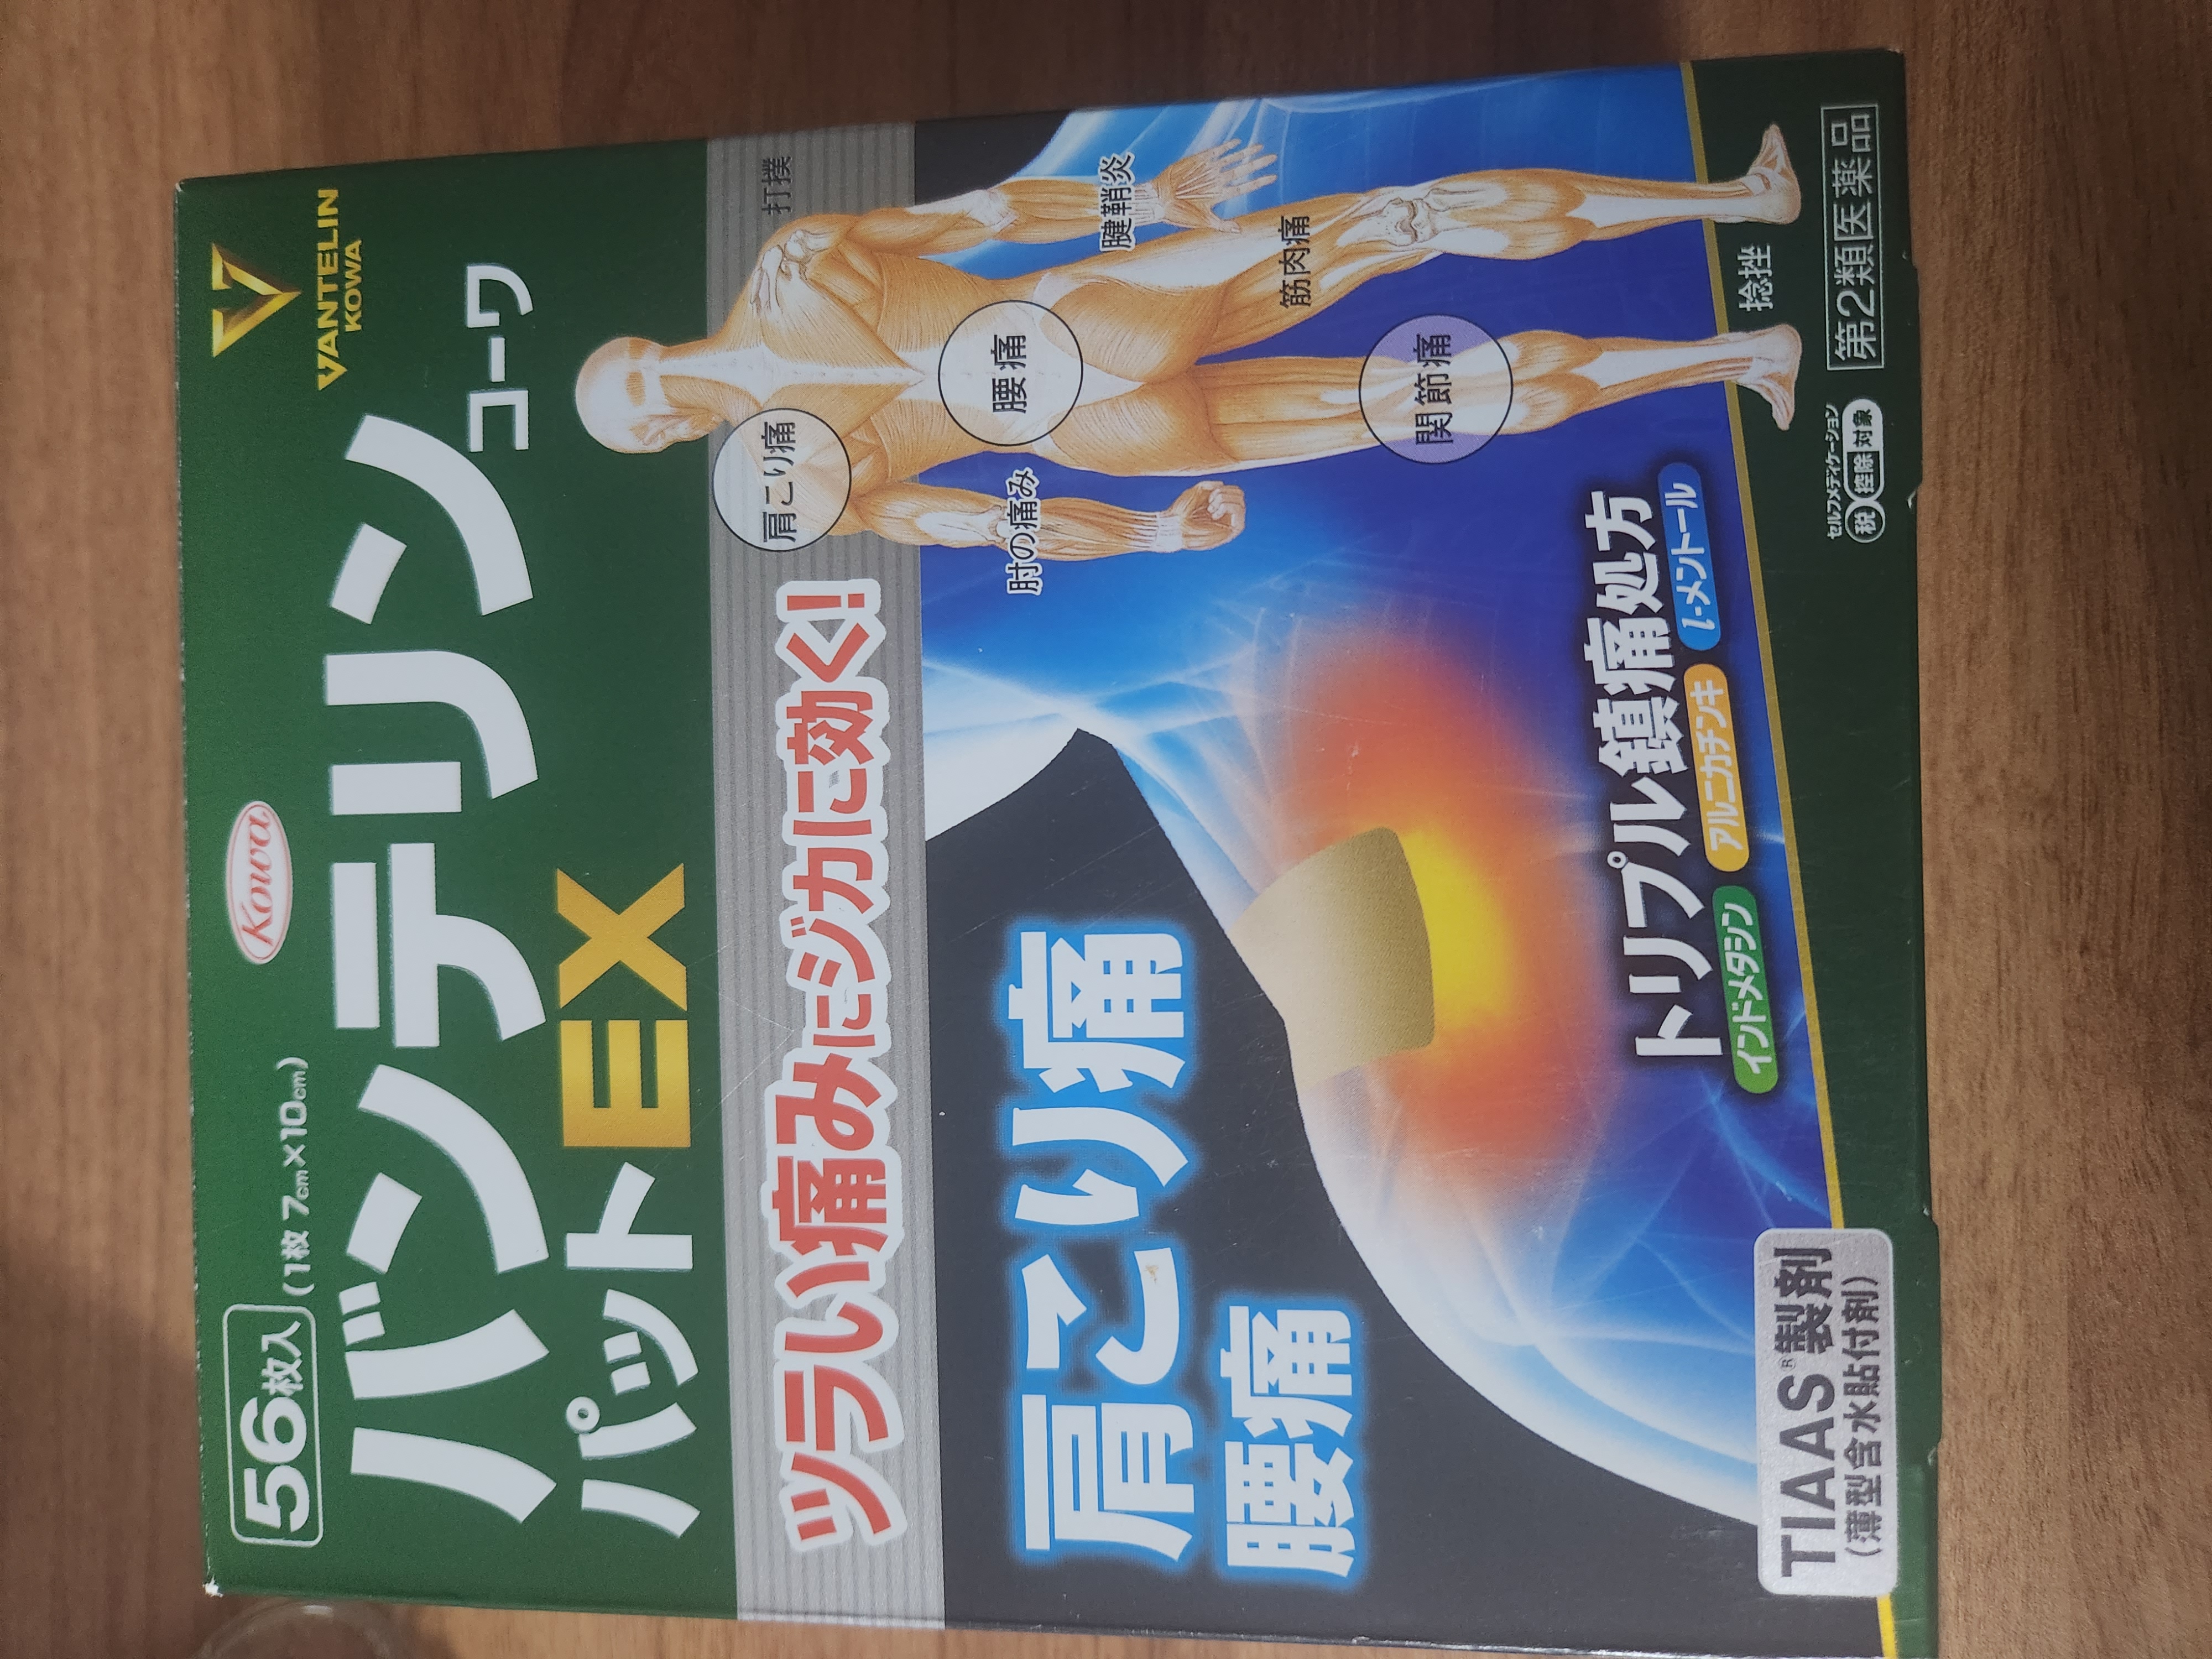 56枚入
(1枚 7cm×10cm)
Kowa
VANTELIN
KOWA
バンテリンコーワ
パットEX
ツラい痛みにジカに効く!
肩こり痛
腰痛
打撲
肩こり痛
腰痛
肘の痛み
腱鞘炎
筋肉痛
関節痛
捻挫
トリプル鎮痛処方
インドメタシン アルニカチンキ l-メントール
TIAAS®製剤
(薄型含水貼付剤)
セルフメディケーション
税 控除 対象
第2類医薬品